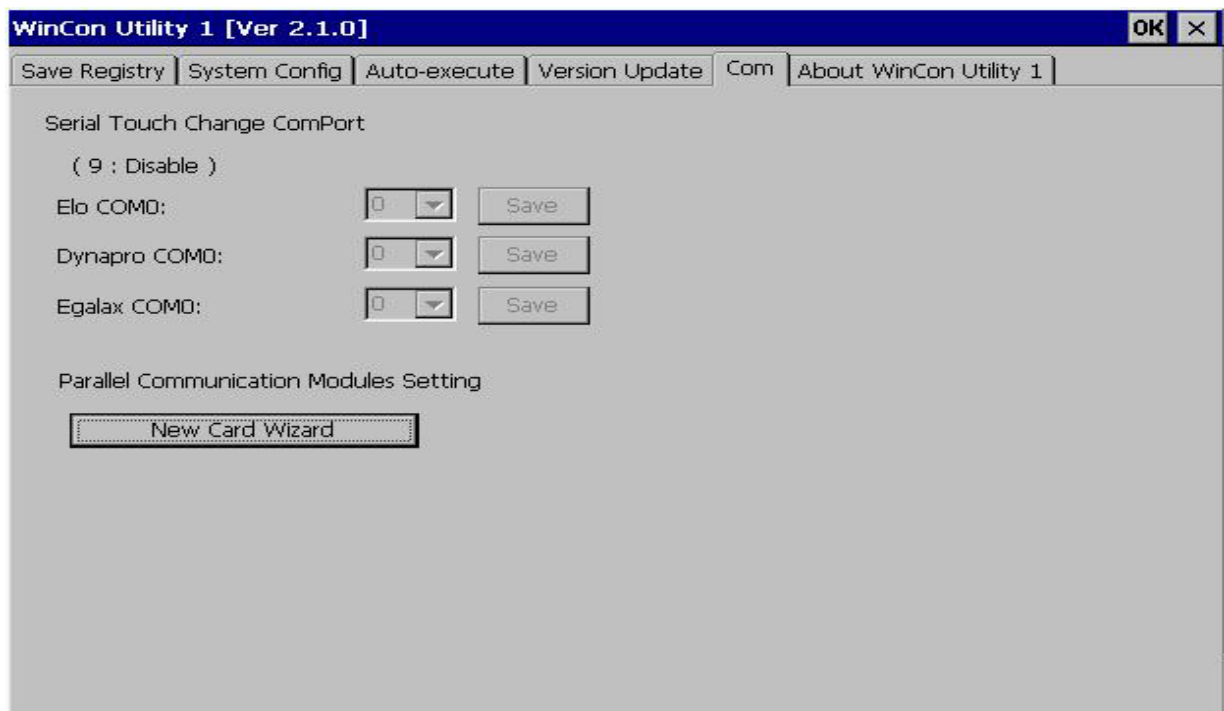 WinCon Utility 1 [Ver 2.1.0] OK ×
Save Registry System Config Auto-execute Version Update Com About WinCon Utility 1
Serial Touch Change ComPort
( 9 : Disable )
Elo COM0: 0 Save
Dynapro COM0: 0 Save
Egalax COM0: 0 Save
Parallel Communication Modules Setting
New Card Wizard